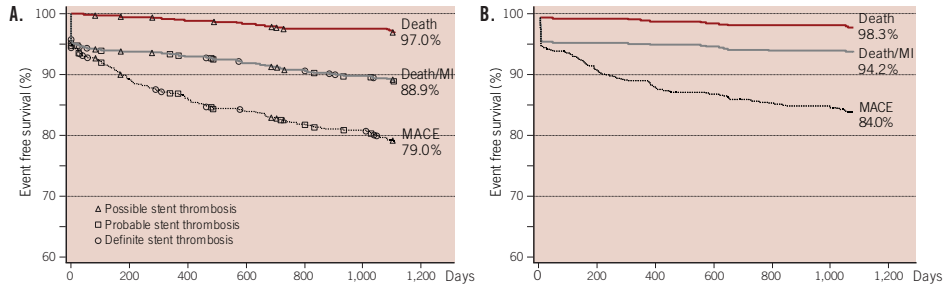 A.
Event free survival (%)
100
90
80
70
60
Death
97.0%
Death/MI
88.9%
MACE
79.0%
Possible stent thrombosis
Probable stent thrombosis
Definite stent thrombosis
0 200 400 600 800 1,000 1,200 Days
B.
Event free survival (%)
100
90
80
70
60
Death
98.3%
Death/MI
94.2%
MACE
84.0%
0 200 400 600 800 1,000 1,200 Days